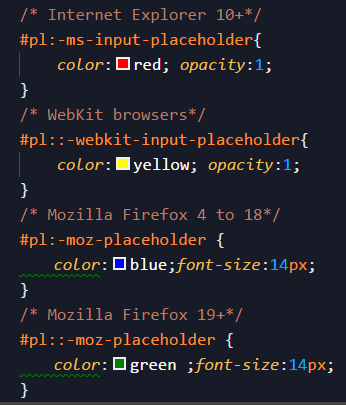 /* Internet Explorer 10+*/
#pl:-ms-input-placeholder{
color:red; opacity:1;
}
/* WebKit browsers*/
#pl::-webkit-input-placeholder{
color:yellow; opacity:1;
}
/* Mozilla Firefox 4 to 18*/
#pl:-moz-placeholder {
color:blue;font-size:14px;
}
/* Mozilla Firefox 19+*/
#pl::-moz-placeholder {
color:green ;font-size:14px;
}